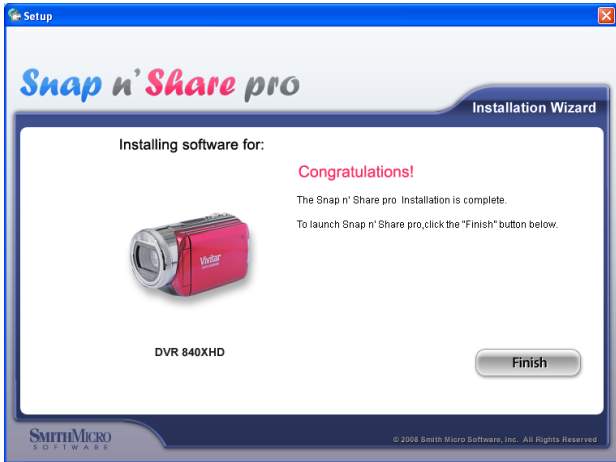 Setup
Snap n' Share pro
Installation Wizard
Installing software for:
Congratulations!
The Snap n' Share pro Installation is complete.
To launch Snap n' Share pro,click the "Finish" button below.
Vivitar
DVR 840XHD
Finish
SMITHMICRO
SOFTWARE
© 2008 Smith Micro Software, Inc. All Rights Reserved